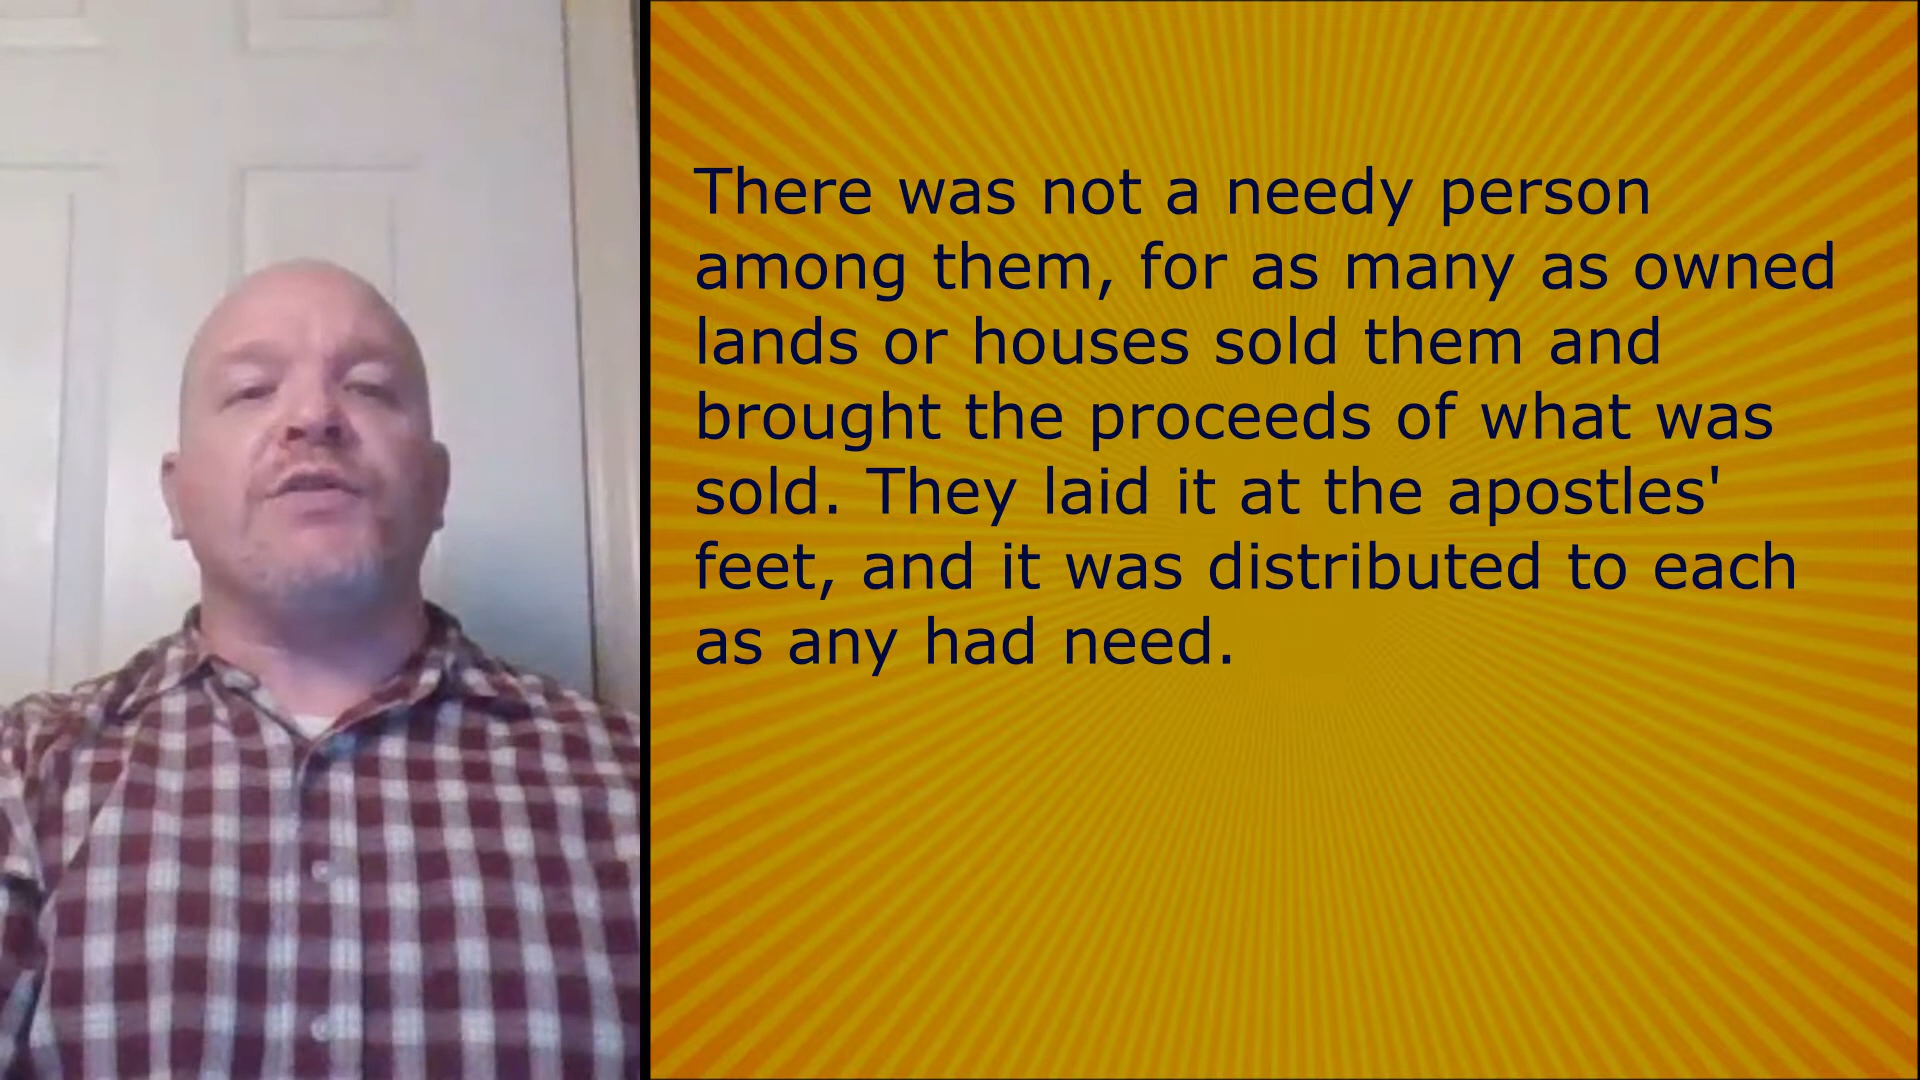 There was not a needy person
among them, for as many as owned
lands or houses sold them and
brought the proceeds of what was
sold. They laid it at the apostles'
feet, and it was distributed to each
as any had need.